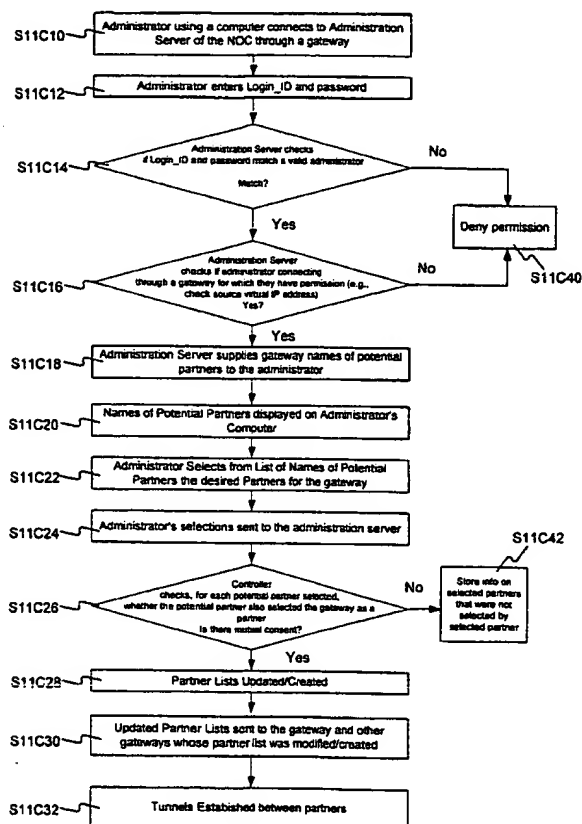 S11C10
Administrator using a computer connects to Administration
Server of the NOC through a gateway
S11C12
Administrator enters Login_ID and password
S11C14
Administration Server checks
if Login_ID and password match a valid administrator
Match?
No
Yes
Deny permission
S11C40
S11C16
Administration Server
checks if administrator connecting
through a gateway for which they have permission (e.g.,
check source virtual IP address)
Yes?
No
Yes
S11C18
Administration Server supplies gateway names of potential
partners to the administrator
S11C20
Names of Potential Partners displayed on Administrator's
Computer
S11C22
Administrator Selects from List of Names of Potential
Partners the desired Partners for the gateway
S11C24
Administrator's selections sent to the administration server
S11C26
Controller
checks, for each potential partner selected,
whether the potential partner also selected the gateway as a
partner
Is there mutual consent?
No
S11C42
Store info on
selected partners
that were not
selected by
selected partner
Yes
S11C28
Partner Lists Updated/Created
S11C30
Updated Partner Lists sent to the gateway and other
gateways whose partner list was modified/created
S11C32
Tunnels Established between partners